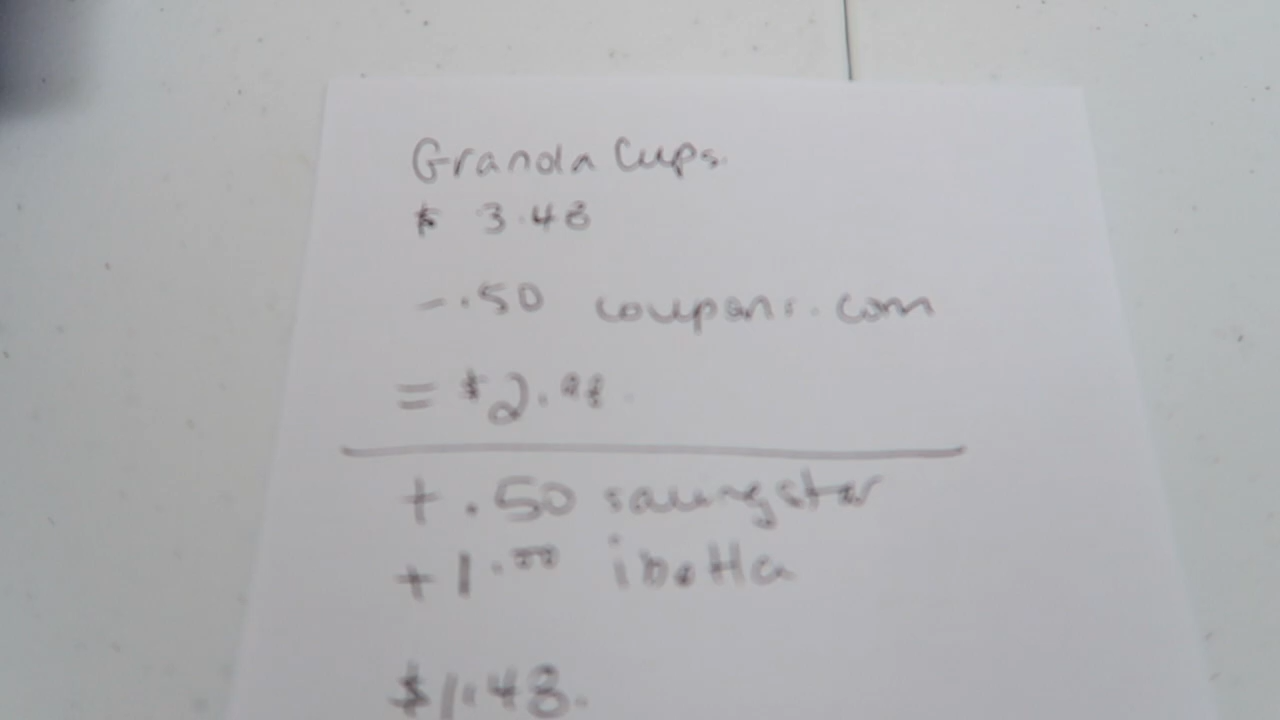 Granola Cups.
$ 3.48
-.50 coupons.com
= $2.98
+ .50 savingstar
+1.00 ibotta
$1.48.